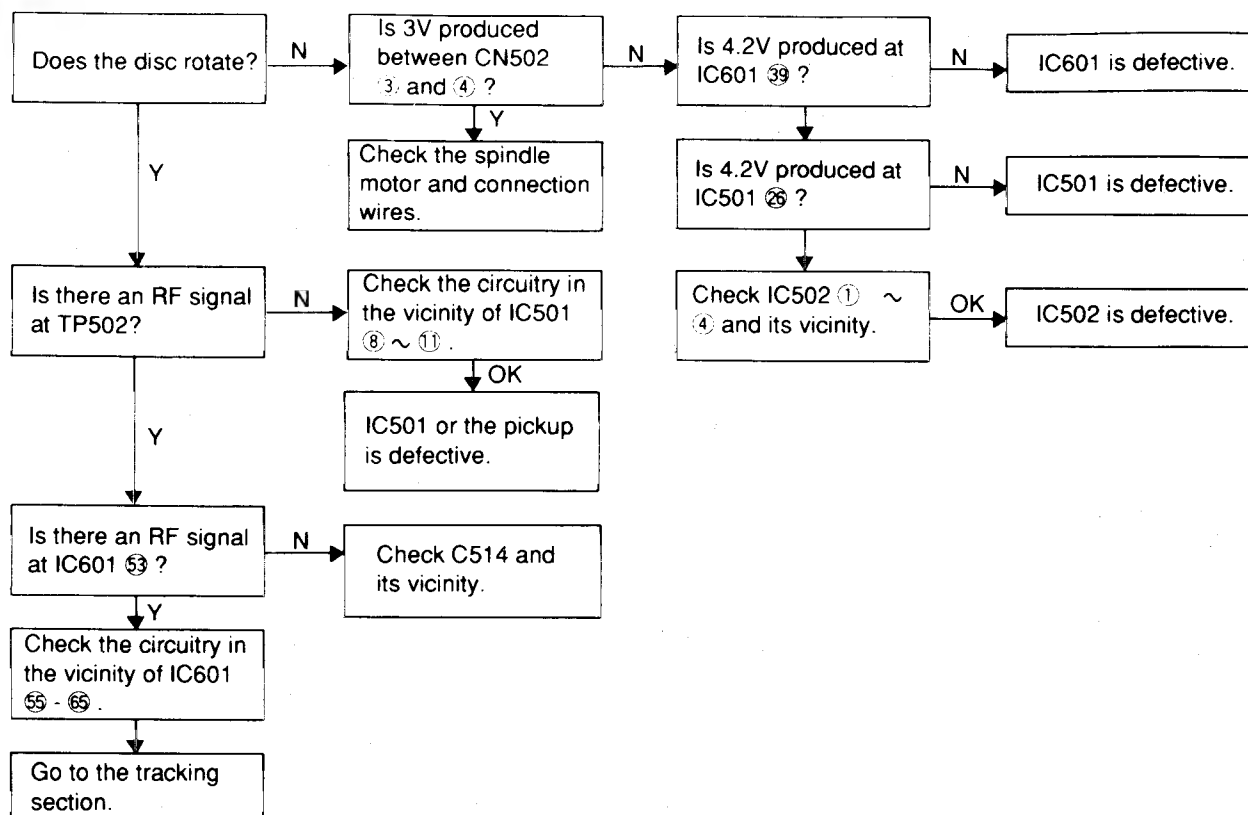 Does the disc rotate?
N
Is 3V produced
between CN502
③ and ④ ?
N
Is 4.2V produced at
IC601 ㊴ ?
N
IC601 is defective.
Y
Y
Check the spindle
motor and connection
wires.
Is 4.2V produced at
IC501 ㉖ ?
N
IC501 is defective.
Is there an RF signal
at TP502?
N
Check the circuitry in
the vicinity of IC501
⑧ ~ ⑪ .
Check IC502 ① ~
④ and its vicinity.
OK
IC502 is defective.
OK
IC501 or the pickup
is defective.
Y
Is there an RF signal
at IC601 53 ?
N
Check C514 and
its vicinity.
Y
Check the circuitry in
the vicinity of IC601
55 - 65 .
Go to the tracking
section.